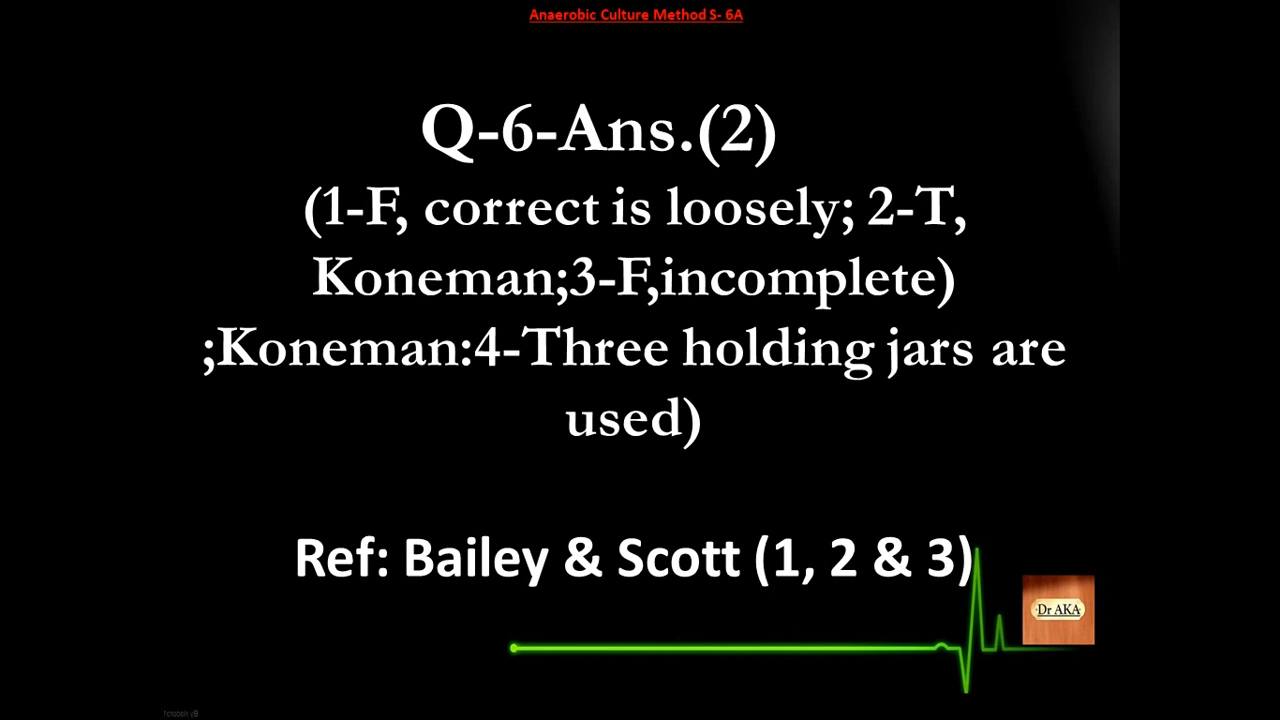 Anaerobic Culture Method S- 6A
Q-6-Ans.(2)
(1-F, correct is loosely; 2-T,
Koneman;3-F,incomplete)
;Koneman:4-Three holding jars are
used)
Ref: Bailey & Scott (1, 2 & 3)
Dr AKA